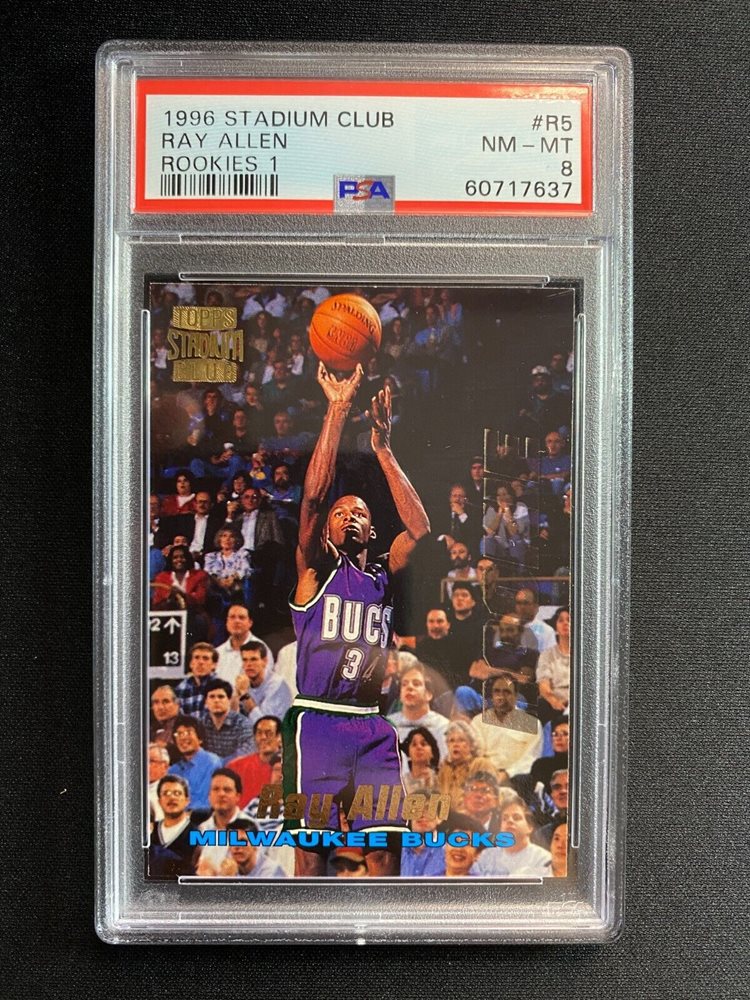 1996 STADIUM CLUB #R5
RAY ALLEN NM - MT
ROOKIES 1 8
PSA 60717637
TOPPS
STADIUM
CLUB
SPALDING
2↑
13
BUCKS
34
Ray Allen
MILWAUKEE BUCKS